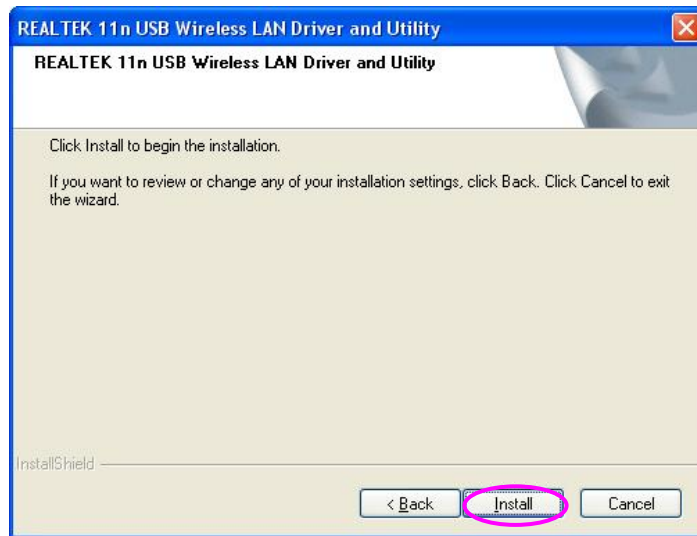 REALTEK 11n USB Wireless LAN Driver and Utility
REALTEK 11n USB Wireless LAN Driver and Utility
Click Install to begin the installation.
If you want to review or change any of your installation settings, click Back. Click Cancel to exit
the wizard.
InstallShield
< Back Install Cancel